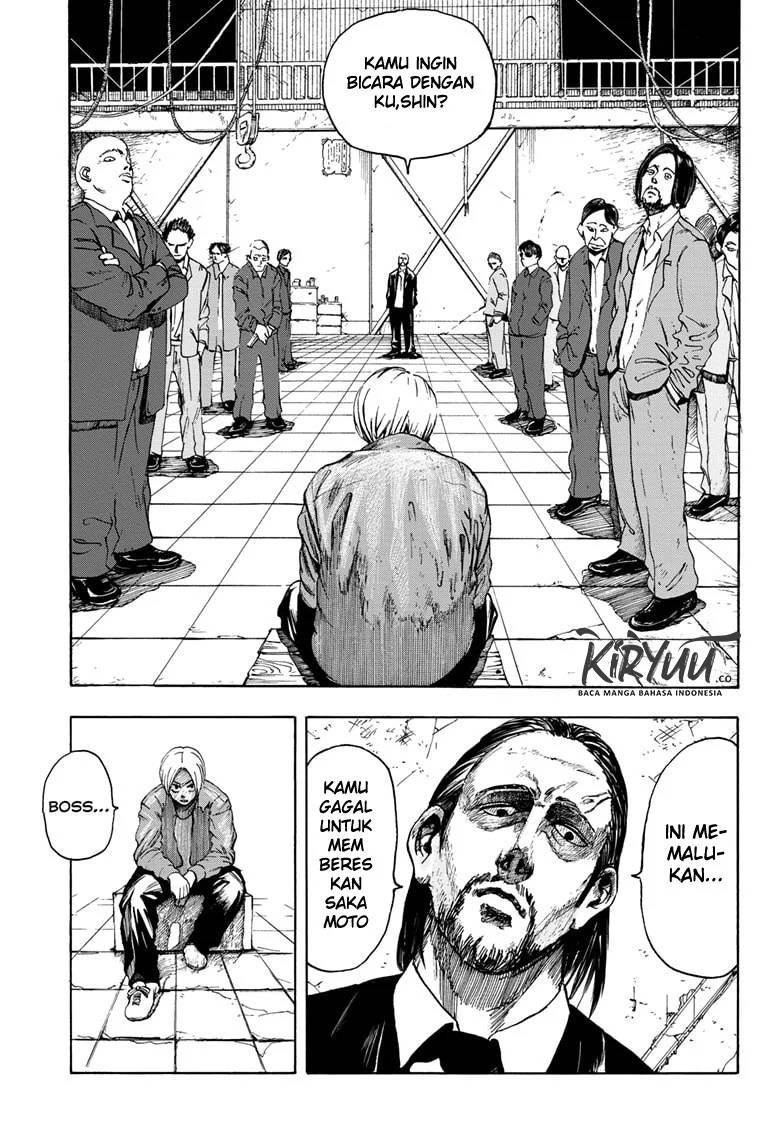 KAMU INGIN
BICARA DENGAN
KU,SHIN?
KIRYUU.CO
BACA MANGA BAHASA INDONESIA
INI ME-
MALU-
KAN...
KAMU
GAGAL
UNTUK
MEM
BERES
KAN
SAKA
MOTO
BOSS...